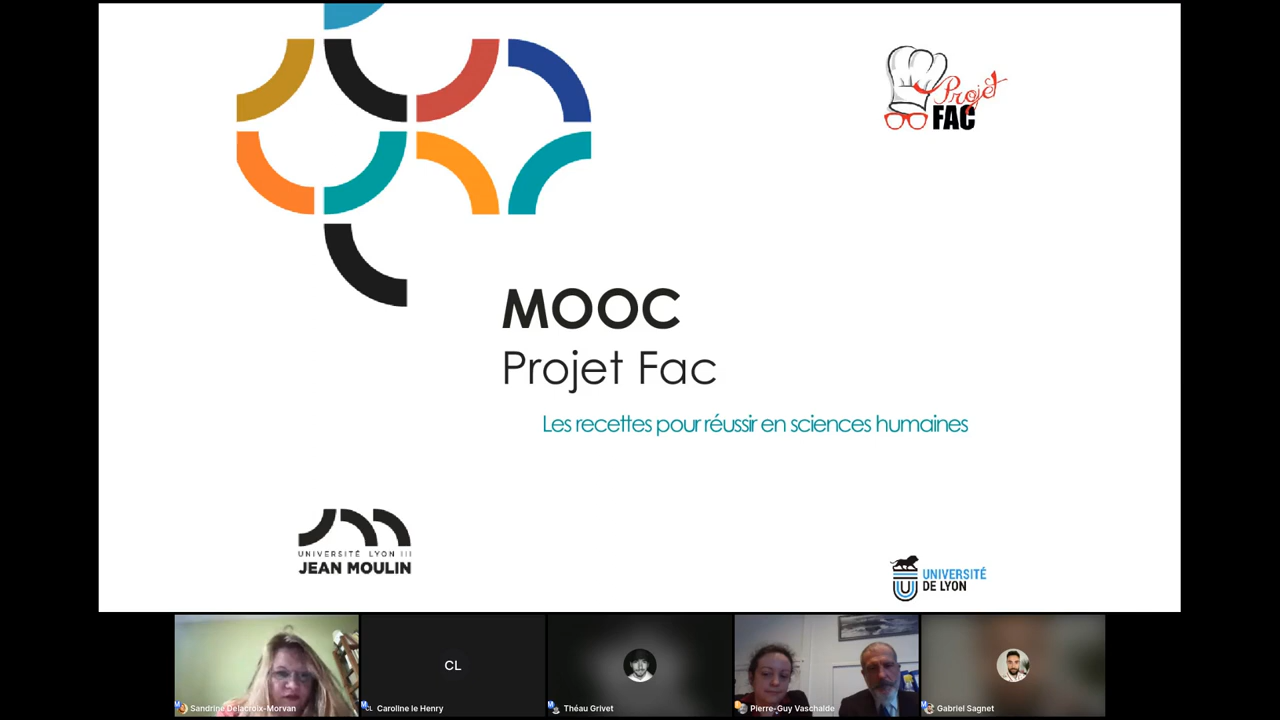 Projet
FAC
MOOC
Projet Fac
Les recettes pour réussir en sciences humaines
UNIVERSITÉ LYON III
JEAN MOULIN
UNIVERSITÉ
DE LYON
CL
Sandrine Delacroix-Morvan
CL Caroline le Henry
Théau Grivet
Pierre-Guy Vaschalde
Gabriel Sagnet